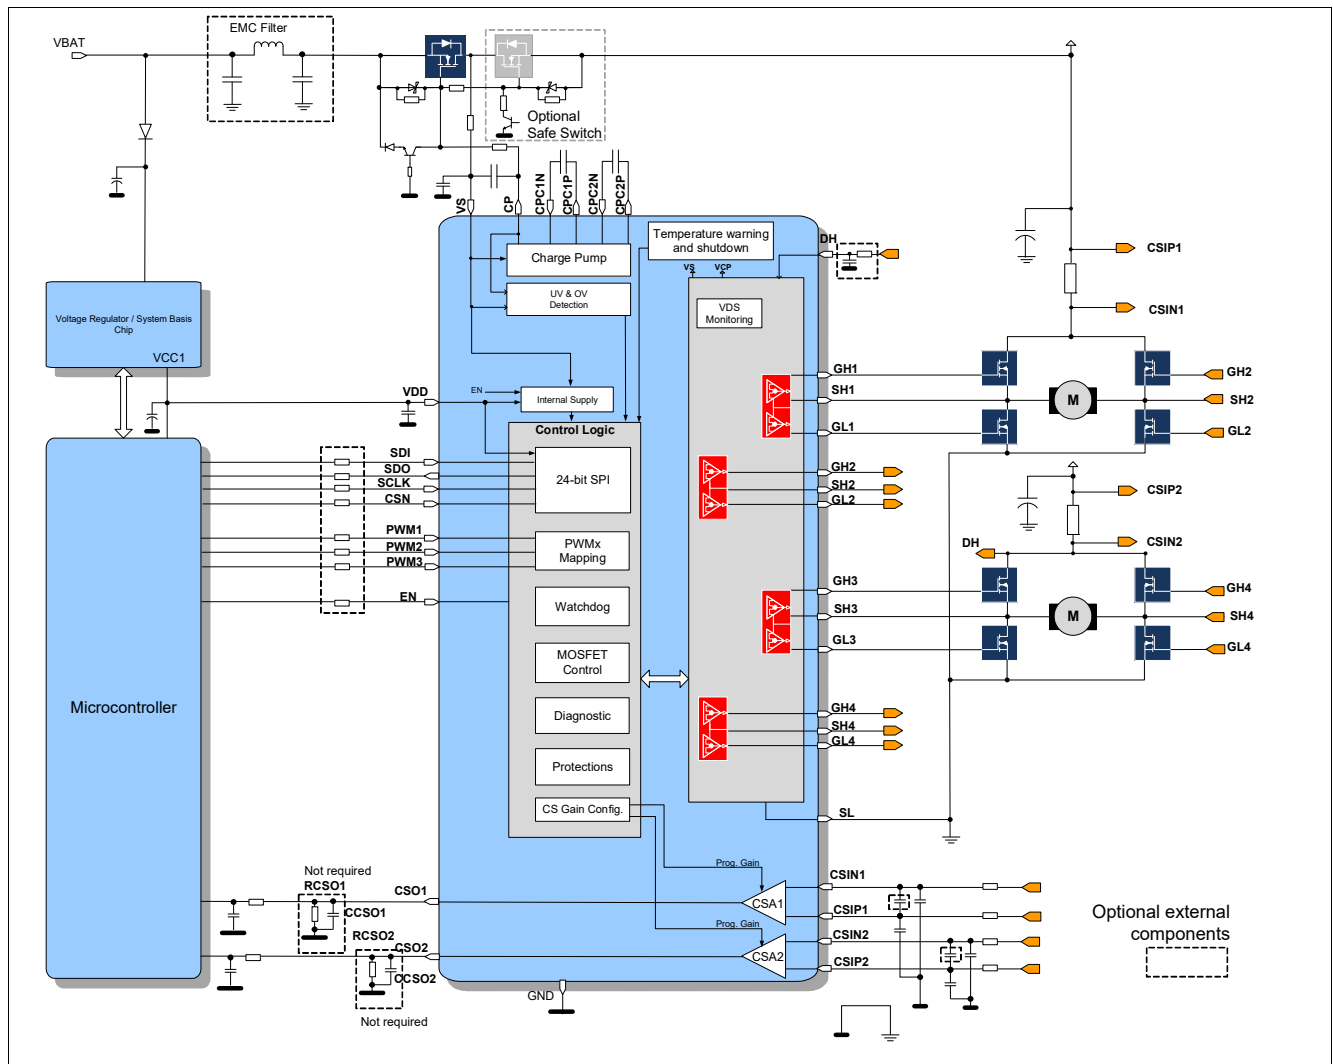 EMC Filter
VBAT
Optional
Safe Switch
VS
CP
CPC1N
CPC1P
CPC2N
CPC2P
Temperature warning
and shutdown
DH
Charge Pump
VS
VCP
CSIP1
UV & OV
Detection
VDS
Monitoring
CSIN1
Voltage Regulator / System Basis
Chip
VCC1
GH1
GH2
VDD
EN
Internal Supply
SH1
M
SH2
Control Logic
GL1
GL2
SDI
SDO
SCLK
CSN
24-bit SPI
GH2
SH2
GL2
CSIP2
PWM1
PWM2
PWM3
PWMx
Mapping
DH
CSIN2
EN
Watchdog
GH3
GH4
SH3
M
SH4
MOSFET
Control
GL3
GL4
Microcontroller
Diagnostic
GH4
SH4
GL4
Protections
CS Gain Config.
SL
Not required
RCSO1
CCSO1
CSO1
Prog. Gain
CSA1
CSIN1
CSIP1
RCSO2
CSO2
CCSO2
Prog. Gain
CSA2
CSIN2
CSIP2
Optional external
components
GND
Not required